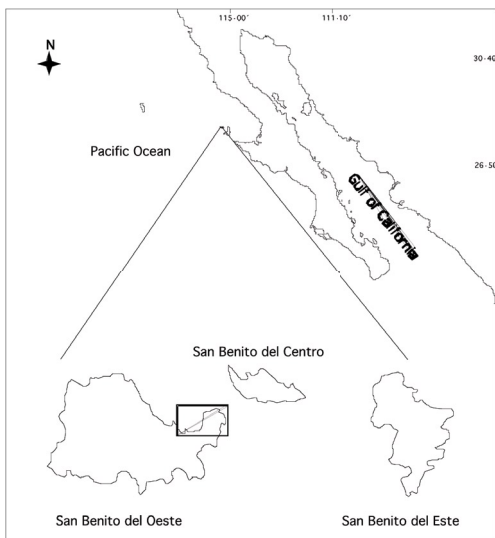 115·00´
111·10´
N
30·40
Pacific Ocean
26·50
Gulf of California
San Benito del Centro
San Benito del Oeste
San Benito del Este